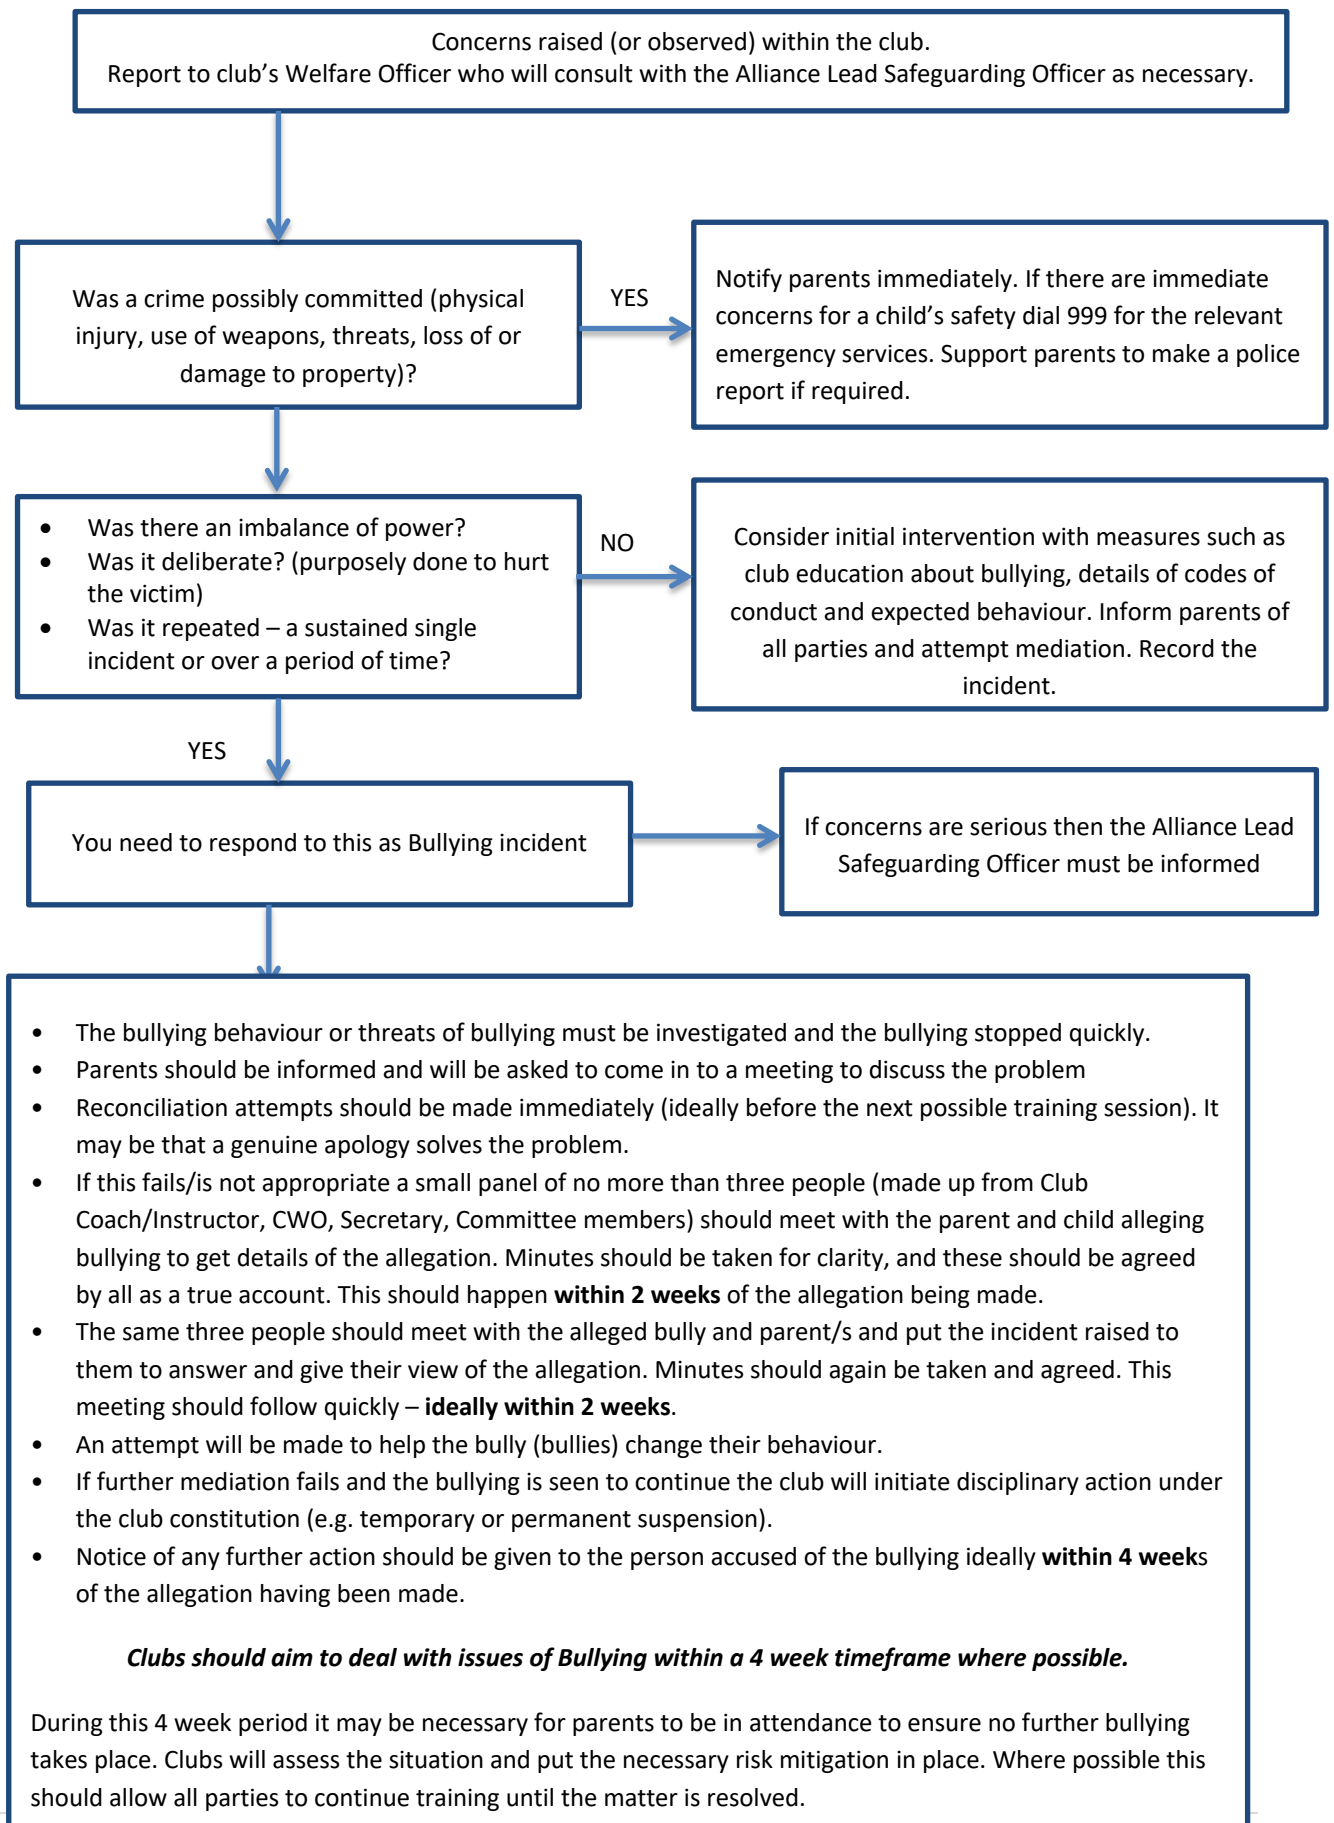 Concerns raised (or observed) within the club.
Report to club’s Welfare Officer who will consult with the Alliance Lead Safeguarding Officer as necessary.
Was a crime possibly committed (physical
injury, use of weapons, threats, loss of or
damage to property)?
YES
Notify parents immediately. If there are immediate
concerns for a child’s safety dial 999 for the relevant
emergency services. Support parents to make a police
report if required.
• Was there an imbalance of power?
• Was it deliberate? (purposely done to hurt
the victim)
• Was it repeated – a sustained single
incident or over a period of time?
NO
Consider initial intervention with measures such as
club education about bullying, details of codes of
conduct and expected behaviour. Inform parents of
all parties and attempt mediation. Record the
incident.
YES
You need to respond to this as Bullying incident
If concerns are serious then the Alliance Lead
Safeguarding Officer must be informed
• The bullying behaviour or threats of bullying must be investigated and the bullying stopped quickly.
• Parents should be informed and will be asked to come in to a meeting to discuss the problem
• Reconciliation attempts should be made immediately (ideally before the next possible training session). It
may be that a genuine apology solves the problem.
• If this fails/is not appropriate a small panel of no more than three people (made up from Club
Coach/Instructor, CWO, Secretary, Committee members) should meet with the parent and child alleging
bullying to get details of the allegation. Minutes should be taken for clarity, and these should be agreed
by all as a true account. This should happen within 2 weeks of the allegation being made.
• The same three people should meet with the alleged bully and parent/s and put the incident raised to
them to answer and give their view of the allegation. Minutes should again be taken and agreed. This
meeting should follow quickly – ideally within 2 weeks.
• An attempt will be made to help the bully (bullies) change their behaviour.
• If further mediation fails and the bullying is seen to continue the club will initiate disciplinary action under
the club constitution (e.g. temporary or permanent suspension).
• Notice of any further action should be given to the person accused of the bullying ideally within 4 weeks
of the allegation having been made.
Clubs should aim to deal with issues of Bullying within a 4 week timeframe where possible.
During this 4 week period it may be necessary for parents to be in attendance to ensure no further bullying
takes place. Clubs will assess the situation and put the necessary risk mitigation in place. Where possible this
should allow all parties to continue training until the matter is resolved.